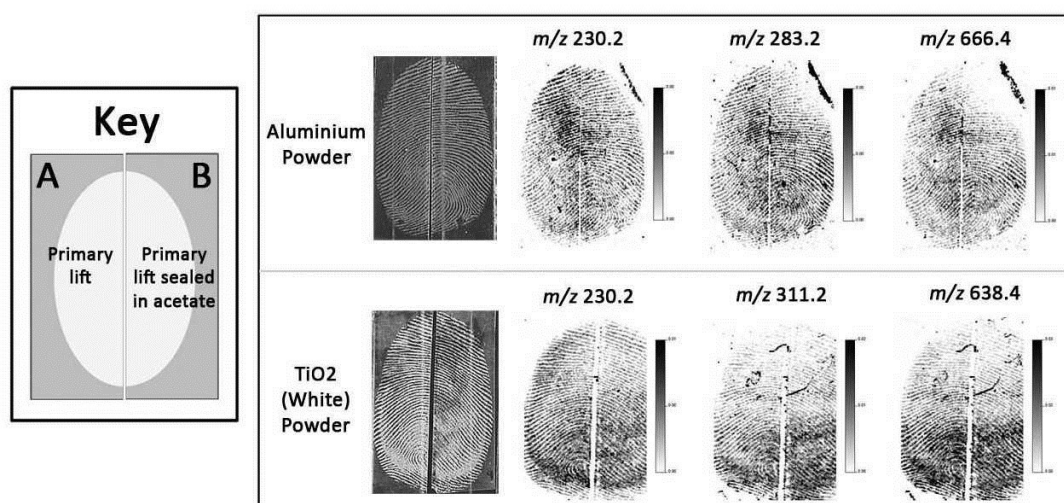 Key
A
B
Primary
lift
Primary
lift sealed
in acetate
Aluminium
Powder
m/z 230.2
m/z 283.2
m/z 666.4
TiO2
(White)
Powder
m/z 230.2
m/z 311.2
m/z 638.4